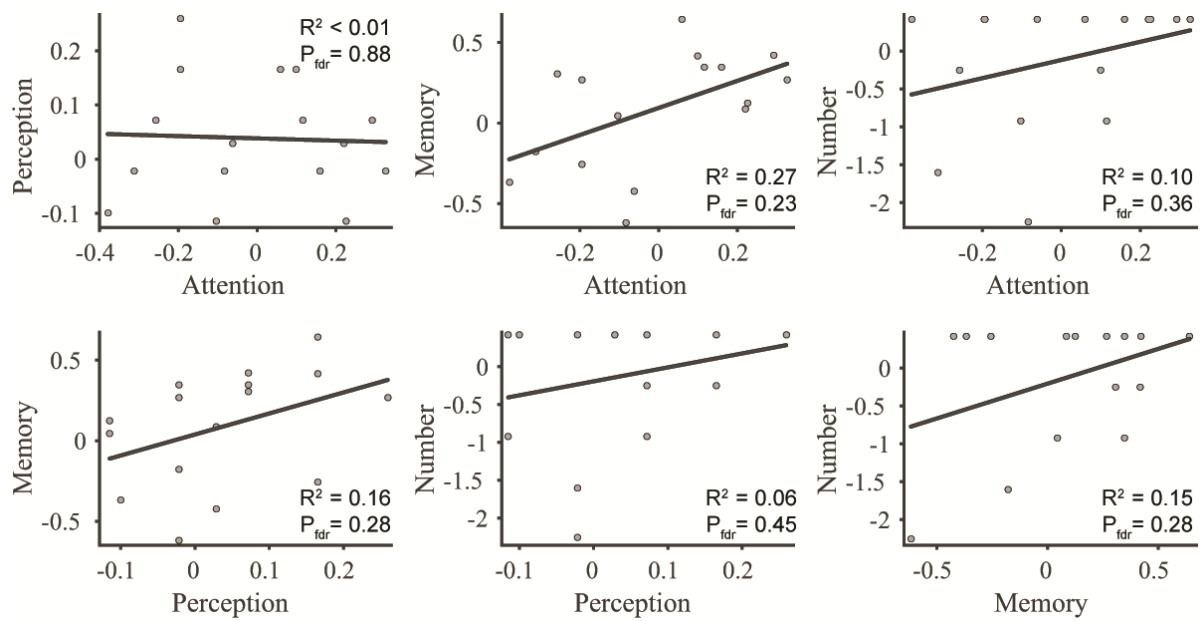 R² < 0.01
P_fdr = 0.88
0.2
0.1
0
-0.1
Perception
-0.4 -0.2 0 0.2
Attention
0.5
0
-0.5
Memory
R² = 0.27
P_fdr = 0.23
-0.2 0 0.2
Attention
0
-0.5
-1
-1.5
-2
Number
R² = 0.10
P_fdr = 0.36
-0.2 0 0.2
Attention
0.5
0
-0.5
Memory
R² = 0.16
P_fdr = 0.28
-0.1 0 0.1 0.2
Perception
0
-0.5
-1
-1.5
-2
Number
R² = 0.06
P_fdr = 0.45
-0.1 0 0.1 0.2
Perception
0
-0.5
-1
-1.5
-2
Number
R² = 0.15
P_fdr = 0.28
-0.5 0 0.5
Memory